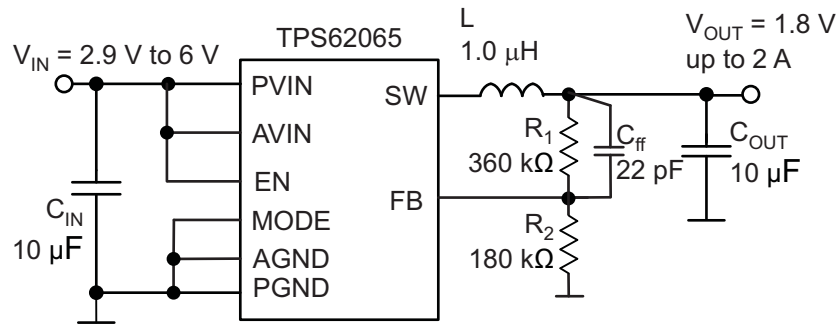 V_IN = 2.9 V to 6 V
TPS62065
L
1.0 μH
V_OUT = 1.8 V
up to 2 A
PVIN
AVIN
EN
MODE
AGND
PGND
SW
FB
C_IN
10 μF
R_1
360 kΩ
C_ff
22 pF
C_OUT
10 μF
R_2
180 kΩ